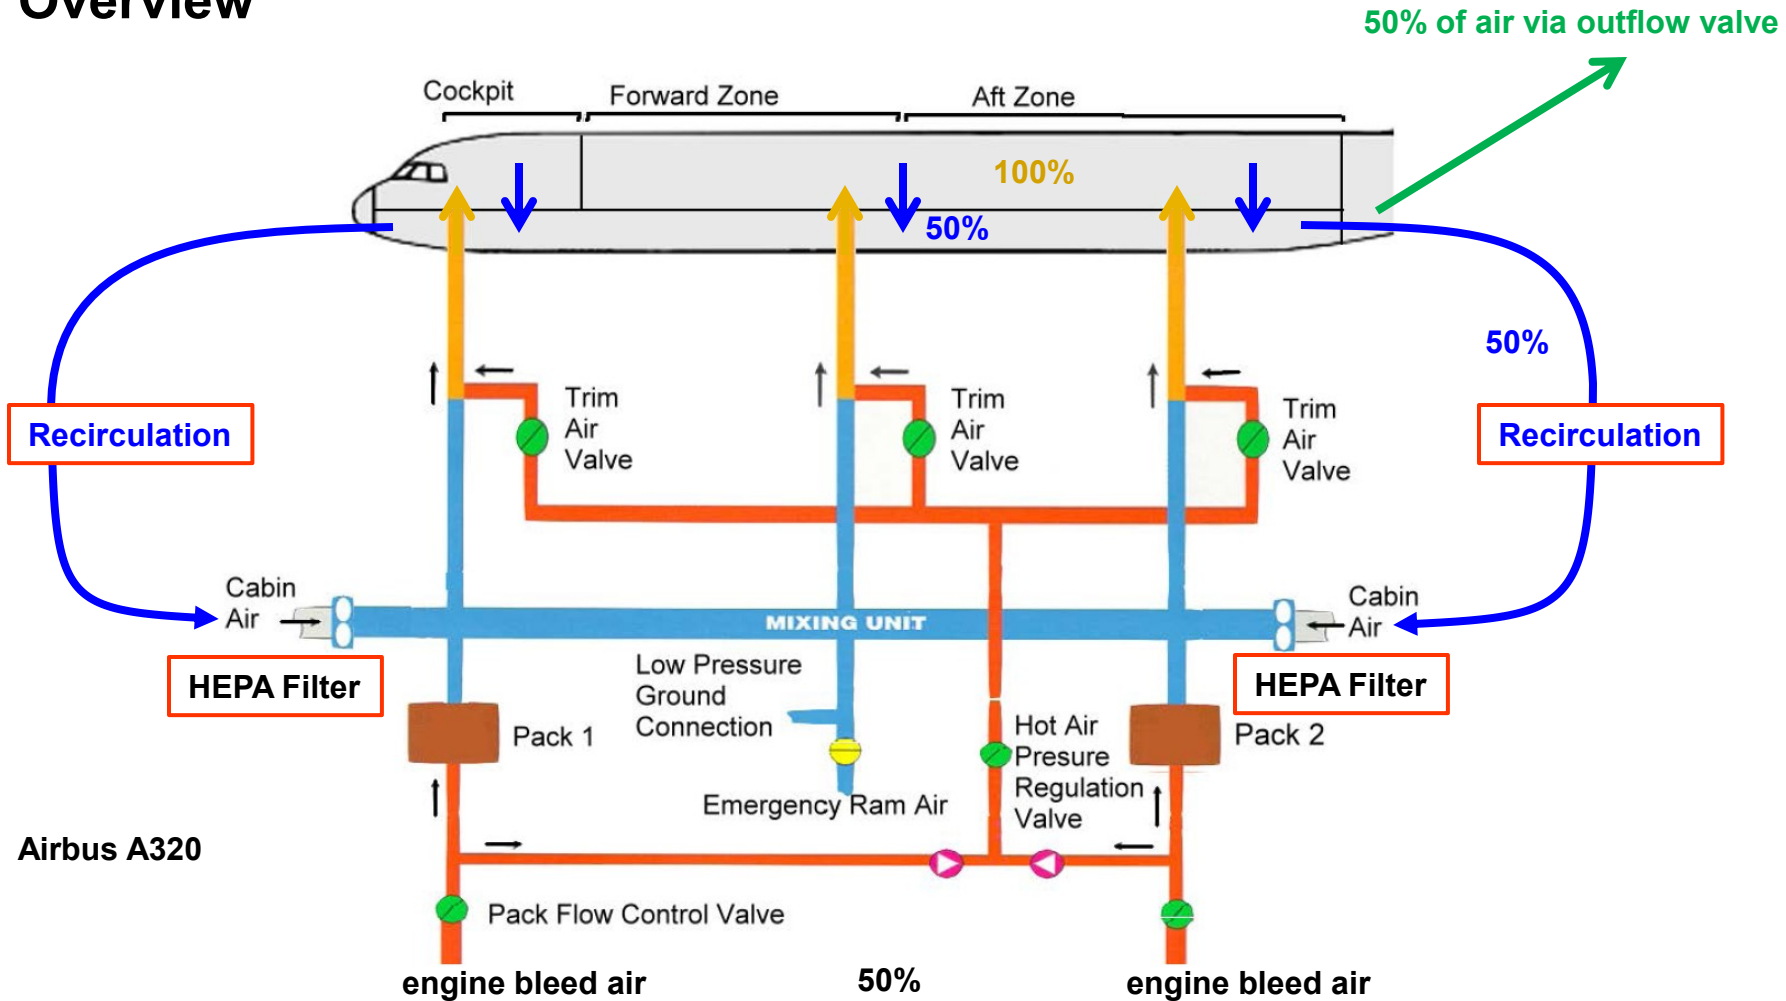 Overview
50% of air via outflow valve
Cockpit
Forward Zone
Aft Zone
100%
50%
50%
Trim
Air
Valve
Trim
Air
Valve
Trim
Air
Valve
Recirculation
Recirculation
Cabin
Air
Cabin
Air
MIXING UNIT
HEPA Filter
HEPA Filter
Low Pressure
Ground
Connection
Pack 1
Hot Air
Presure
Regulation
Valve
Pack 2
Emergency Ram Air
Airbus A320
Pack Flow Control Valve
engine bleed air
50%
engine bleed air